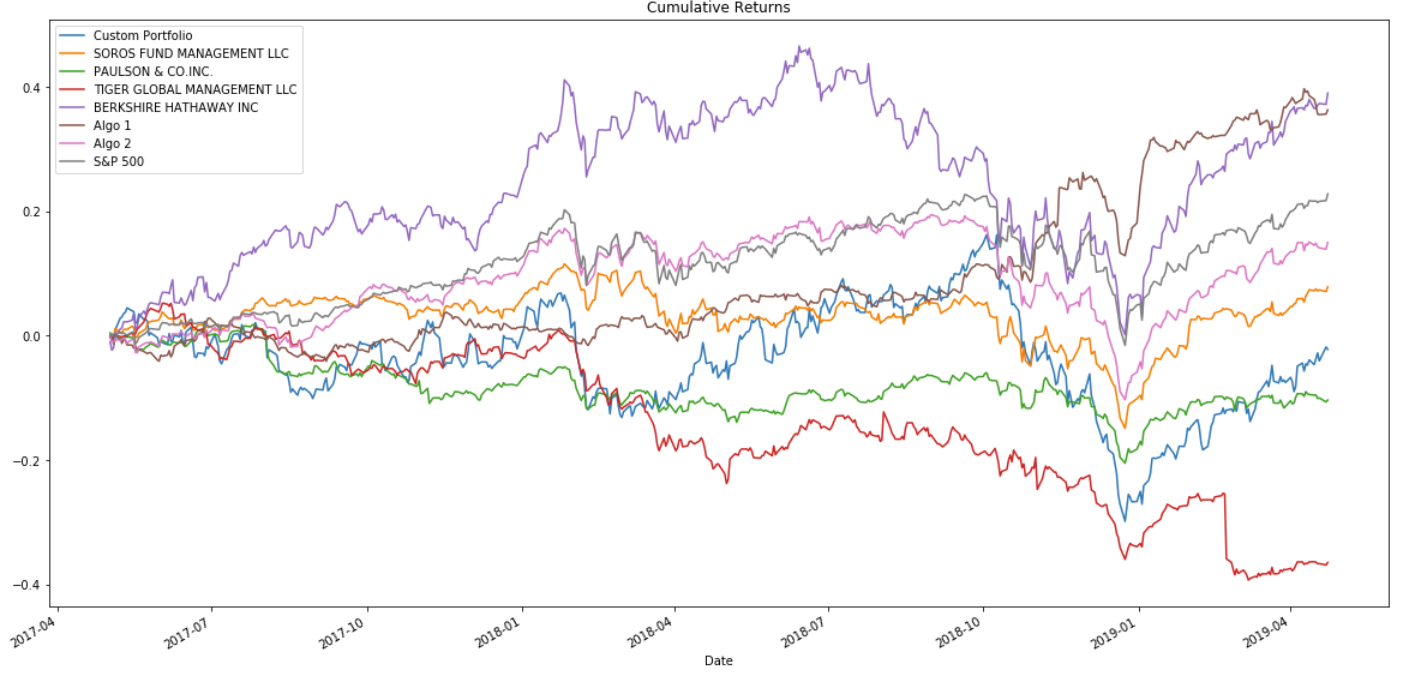 Cumulative Returns
Custom Portfolio
SOROS FUND MANAGEMENT LLC
PAULSON & CO.INC.
TIGER GLOBAL MANAGEMENT LLC
BERKSHIRE HATHAWAY INC
Algo 1
Algo 2
S&P 500
0.4
0.2
0.0
−0.2
−0.4
2017-04
2017-07
2017-10
2018-01
2018-04
2018-07
2018-10
2019-01
2019-04
Date